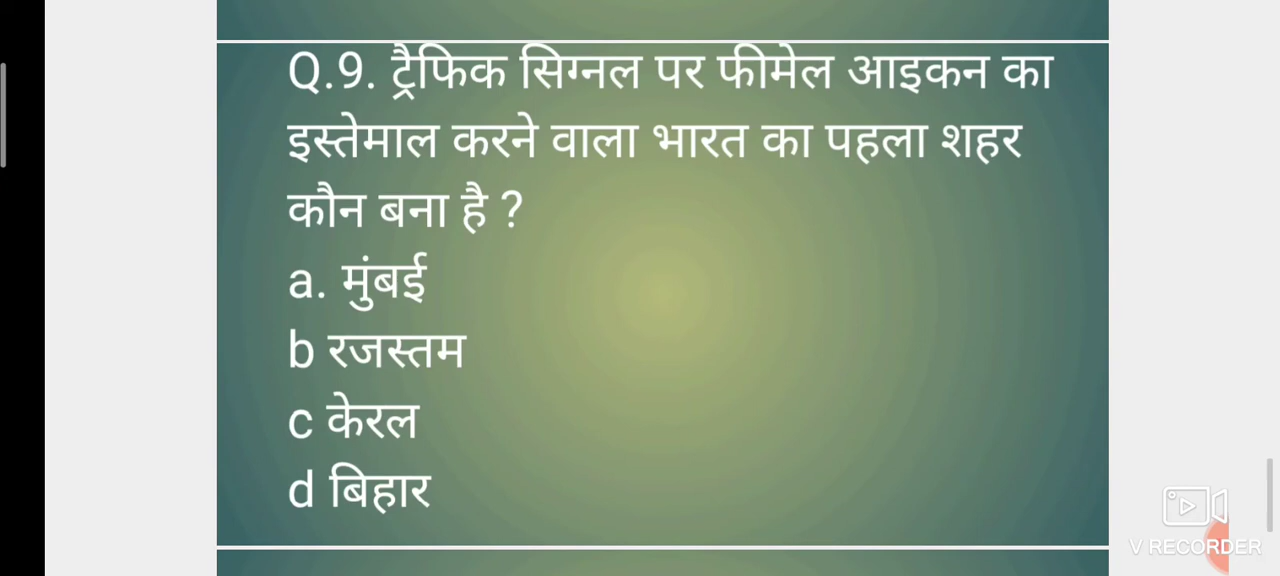 Q.9. ट्रैफिक सिग्नल पर फीमेल आइकन का
इस्तेमाल करने वाला भारत का पहला शहर
कौन बना है ?
a. मुंबई
b रजस्तम
c केरल
d बिहार
V RECORDER